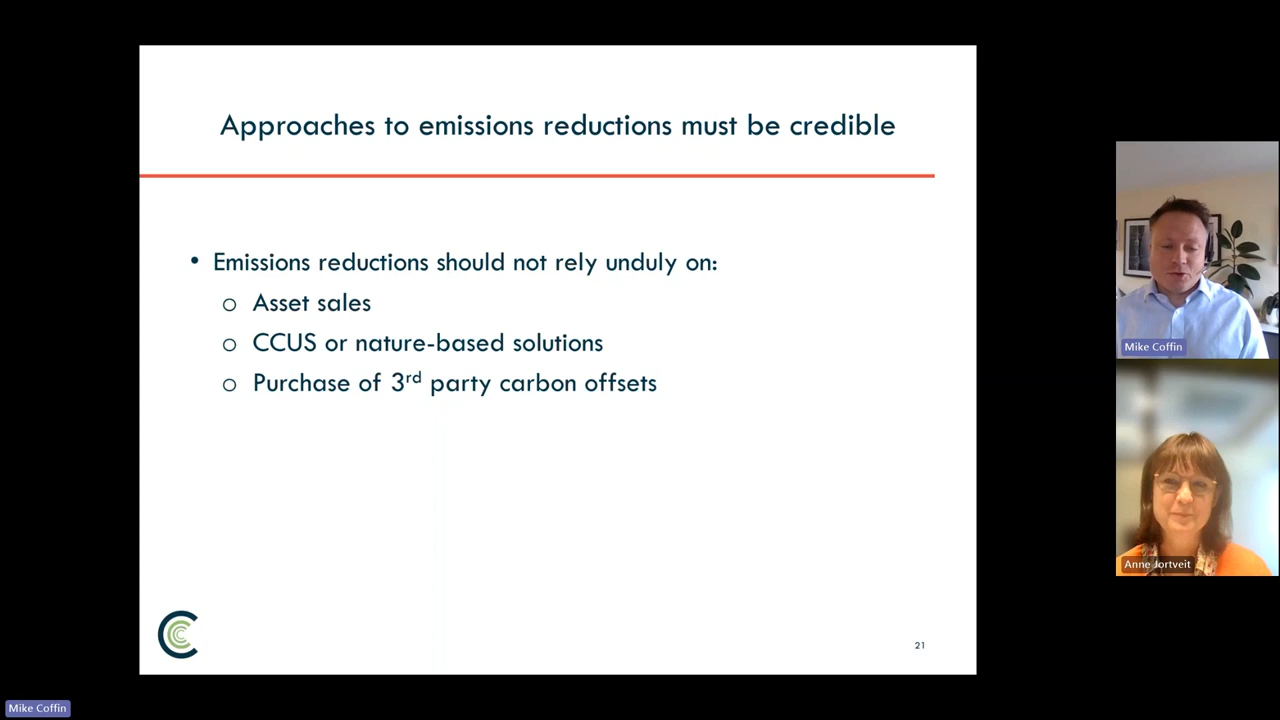 Approaches to emissions reductions must be credible
• Emissions reductions should not rely unduly on:
o Asset sales
o CCUS or nature-based solutions
o Purchase of 3rd party carbon offsets
21
Mike Coffin
Anne Jortveit
Mike Coffin